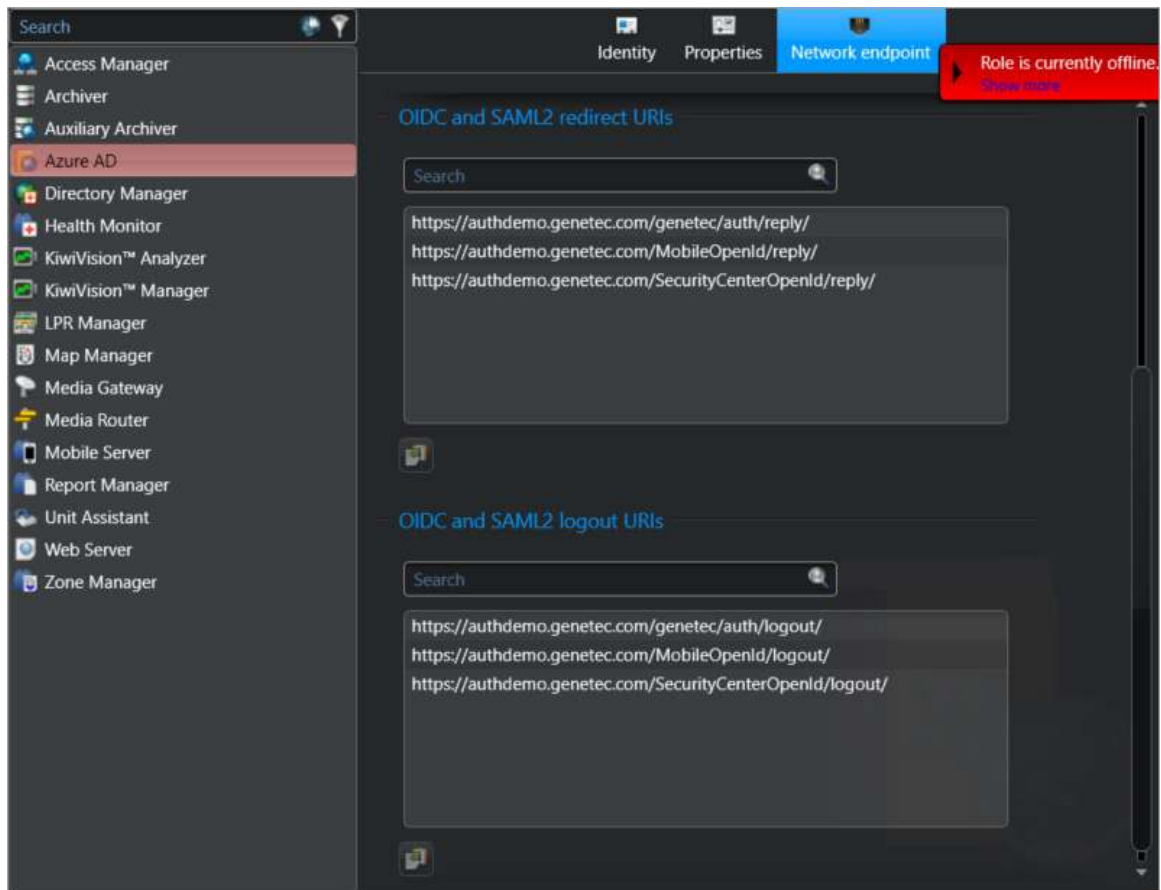 Search
Access Manager
Archiver
Auxiliary Archiver
Azure AD
Directory Manager
Health Monitor
KiwiVision™ Analyzer
KiwiVision™ Manager
LPR Manager
Map Manager
Media Gateway
Media Router
Mobile Server
Report Manager
Unit Assistant
Web Server
Zone Manager
Identity
Properties
Network endpoint
Role is currently offline.
Show more
OIDC and SAML2 redirect URIs
Search
https://authdemo.genetec.com/genetec/auth/reply/
https://authdemo.genetec.com/MobileOpenId/reply/
https://authdemo.genetec.com/SecurityCenterOpenId/reply/
OIDC and SAML2 logout URIs
Search
https://authdemo.genetec.com/genetec/auth/logout/
https://authdemo.genetec.com/MobileOpenId/logout/
https://authdemo.genetec.com/SecurityCenterOpenId/logout/